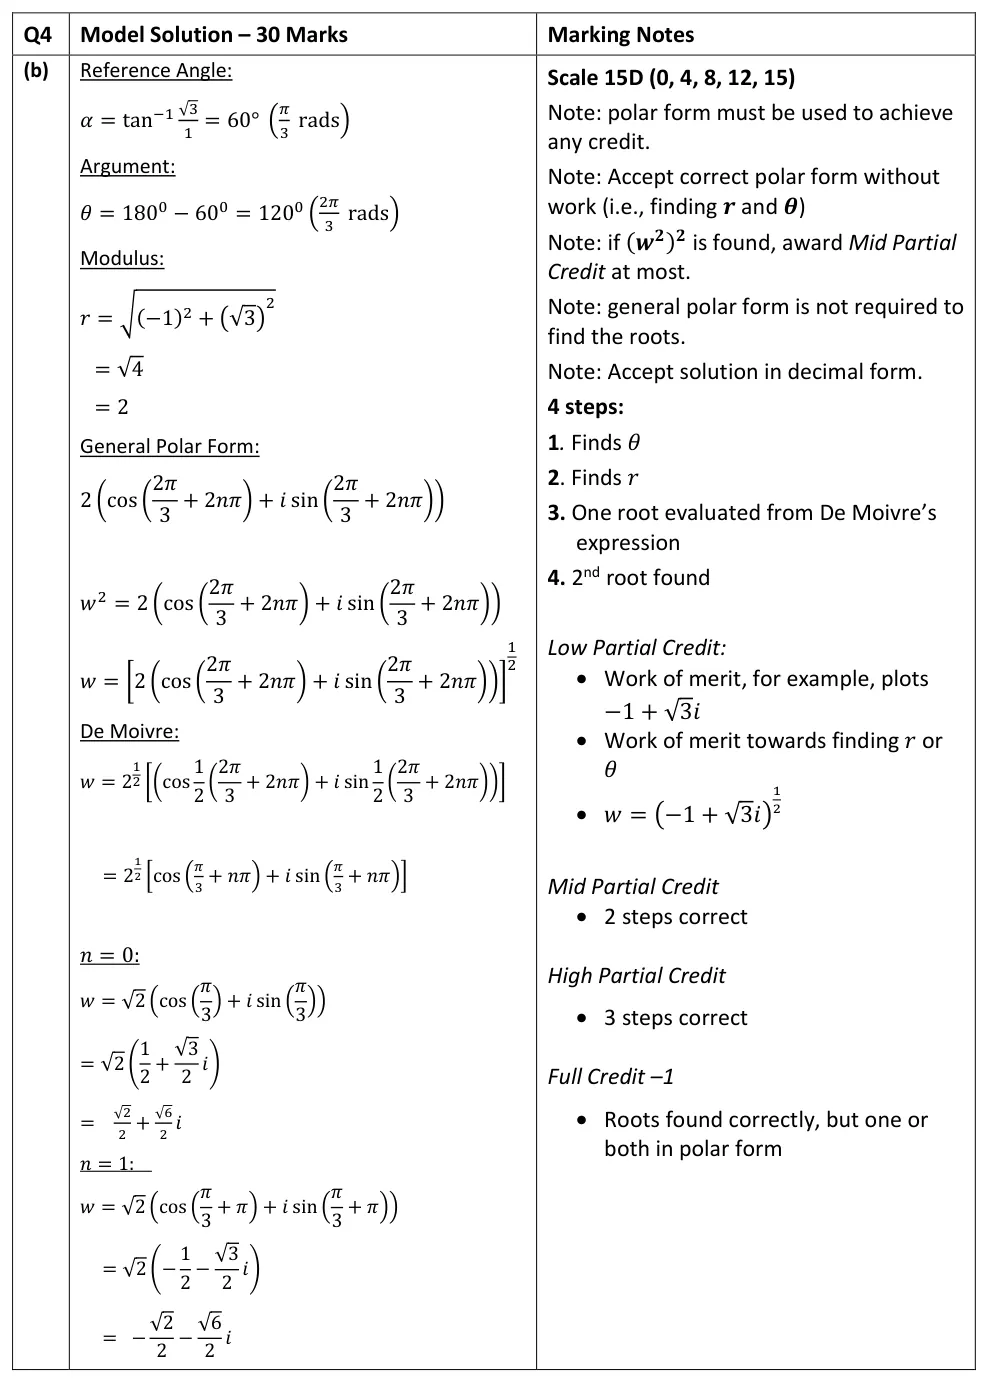 Q4 Model Solution – 30 Marks Marking Notes
(b) Reference Angle:
α = tan⁻¹ √3/1 = 60° (π/3 rads)
Argument:
θ = 180⁰ − 60⁰ = 120⁰ (2π/3 rads)
Modulus:
r = √((−1)² + (√3)²)
= √4
= 2
General Polar Form:
2 (cos (2π/3 + 2nπ) + i sin (2π/3 + 2nπ))
w² = 2 (cos (2π/3 + 2nπ) + i sin (2π/3 + 2nπ))
w = [2 (cos (2π/3 + 2nπ) + i sin (2π/3 + 2nπ))]^(1/2)
De Moivre:
w = 2^(1/2) [(cos 1/2 (2π/3 + 2nπ) + i sin 1/2 (2π/3 + 2nπ))]
= 2^(1/2) [cos (π/3 + nπ) + i sin (π/3 + nπ)]
n = 0:
w = √2 (cos (π/3) + i sin (π/3))
= √2 (1/2 + √3/2 i)
= √2/2 + √6/2 i
n = 1:
w = √2 (cos (π/3 + π) + i sin (π/3 + π))
= √2 (−1/2 − √3/2 i)
= −√2/2 − √6/2 i
Scale 15D (0, 4, 8, 12, 15)
Note: polar form must be used to achieve
any credit.
Note: Accept correct polar form without
work (i.e., finding r and θ)
Note: if (w²)² is found, award Mid Partial
Credit at most.
Note: general polar form is not required to
find the roots.
Note: Accept solution in decimal form.
4 steps:
1. Finds θ
2. Finds r
3. One root evaluated from De Moivre’s
expression
4. 2nd root found
Low Partial Credit:
• Work of merit, for example, plots
−1 + √3i
• Work of merit towards finding r or
θ
• w = (−1 + √3i)^(1/2)
Mid Partial Credit
• 2 steps correct
High Partial Credit
• 3 steps correct
Full Credit –1
• Roots found correctly, but one or
both in polar form